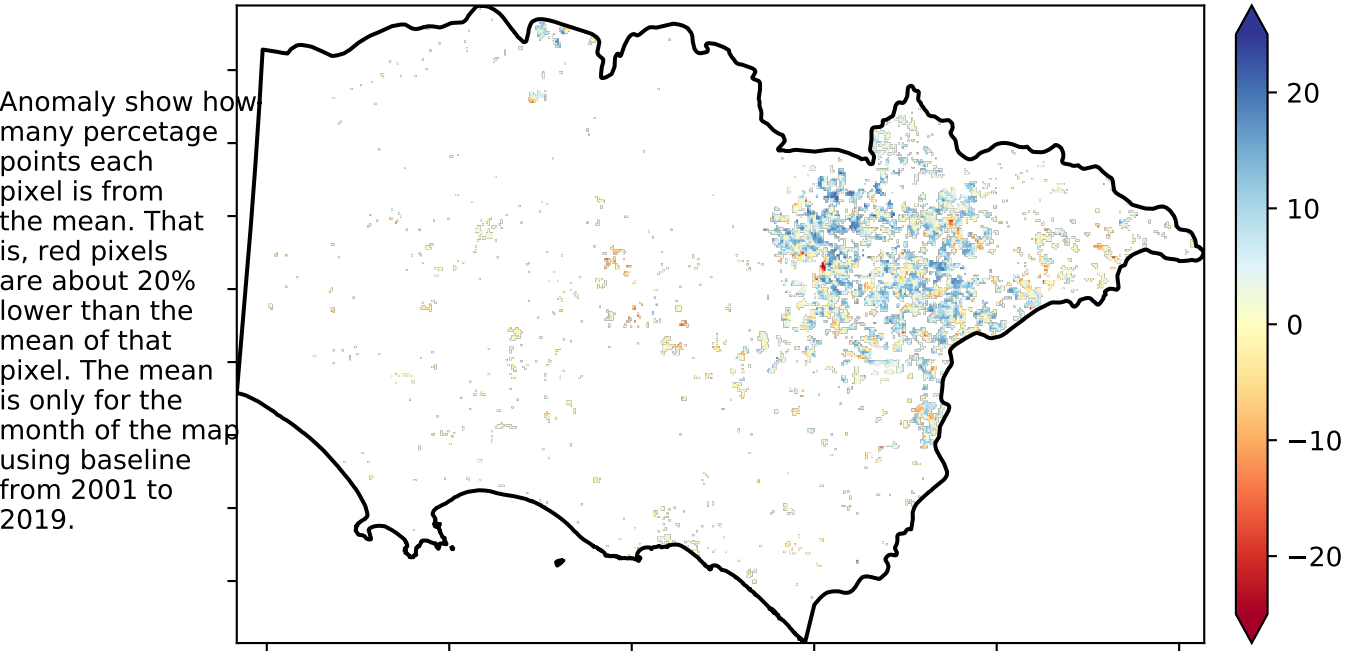 Anomaly show how
many percetage
points each
pixel is from
the mean. That
is, red pixels
are about 20%
lower than the
mean of that
pixel. The mean
is only for the
month of the map
using baseline
from 2001 to
2019.
20
10
0
−10
−20